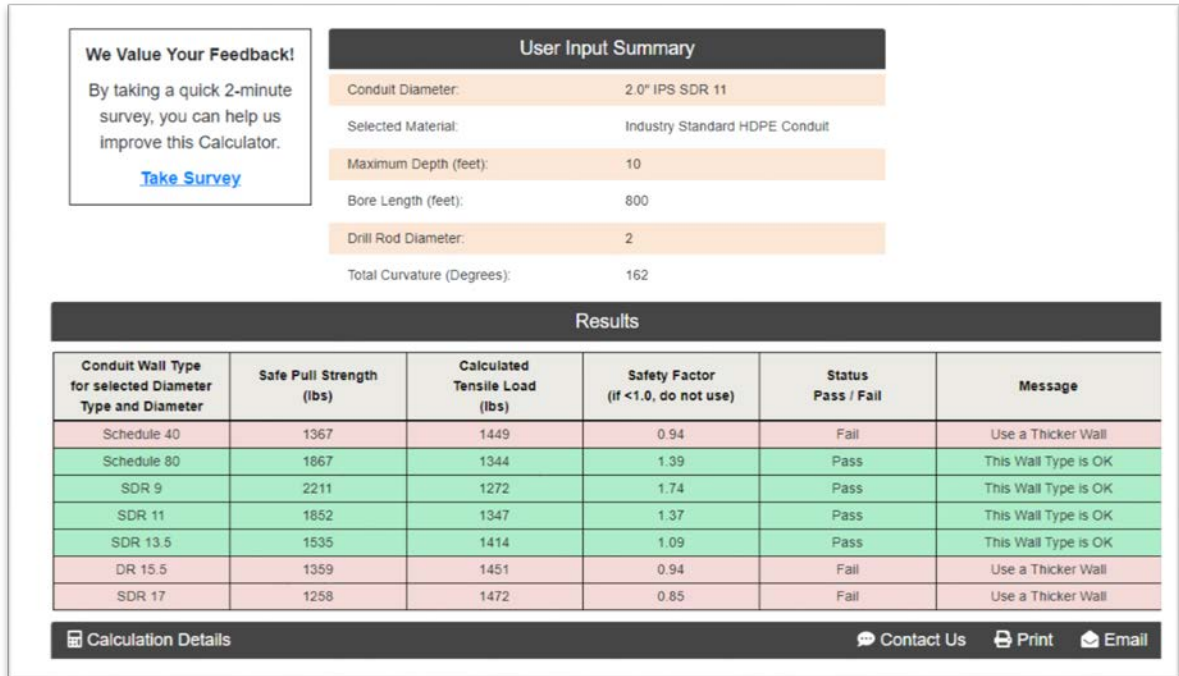 We Value Your Feedback!
By taking a quick 2-minute
survey, you can help us
improve this Calculator.
Take Survey
User Input Summary
Conduit Diameter: 2.0" IPS SDR 11
Selected Material: Industry Standard HDPE Conduit
Maximum Depth (feet): 10
Bore Length (feet): 800
Drill Rod Diameter: 2
Total Curvature (Degrees): 162
Results
Conduit Wall Type for selected Diameter Type and Diameter Safe Pull Strength (lbs) Calculated Tensile Load (lbs) Safety Factor (if <1.0, do not use) Status Pass / Fail Message
Schedule 40 1367 1449 0.94 Fail Use a Thicker Wall
Schedule 80 1867 1344 1.39 Pass This Wall Type is OK
SDR 9 2211 1272 1.74 Pass This Wall Type is OK
SDR 11 1852 1347 1.37 Pass This Wall Type is OK
SDR 13.5 1535 1414 1.09 Pass This Wall Type is OK
DR 15.5 1359 1451 0.94 Fail Use a Thicker Wall
SDR 17 1258 1472 0.85 Fail Use a Thicker Wall
Calculation Details Contact Us Print Email